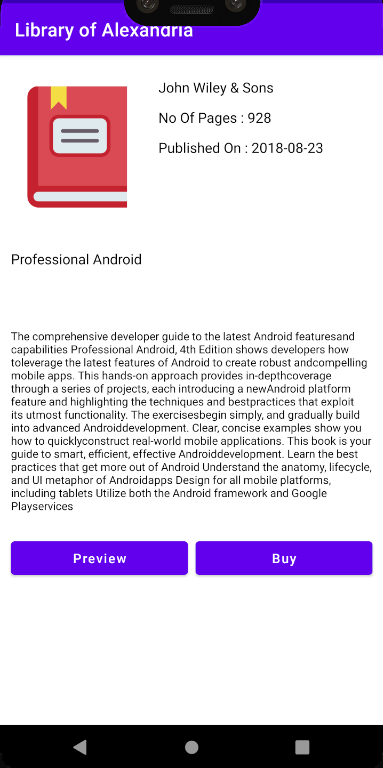 Library of Alexandria
John Wiley & Sons
No Of Pages : 928
Published On : 2018-08-23
Professional Android
The comprehensive developer guide to the latest Android featuresand
capabilities Professional Android, 4th Edition shows developers how
toleverage the latest features of Android to create robust andcompelling
mobile apps. This hands-on approach provides in-depthcoverage
through a series of projects, each introducing a newAndroid platform
feature and highlighting the techniques and bestpractices that exploit
its utmost functionality. The exercisesbegin simply, and gradually build
into advanced Androiddevelopment. Clear, concise examples show you
how to quicklyconstruct real-world mobile applications. This book is your
guide to smart, efficient, effective Androiddevelopment. Learn the best
practices that get more out of Android Understand the anatomy, lifecycle,
and UI metaphor of Androidapps Design for all mobile platforms,
including tablets Utilize both the Android framework and Google
Playservices
Preview
Buy